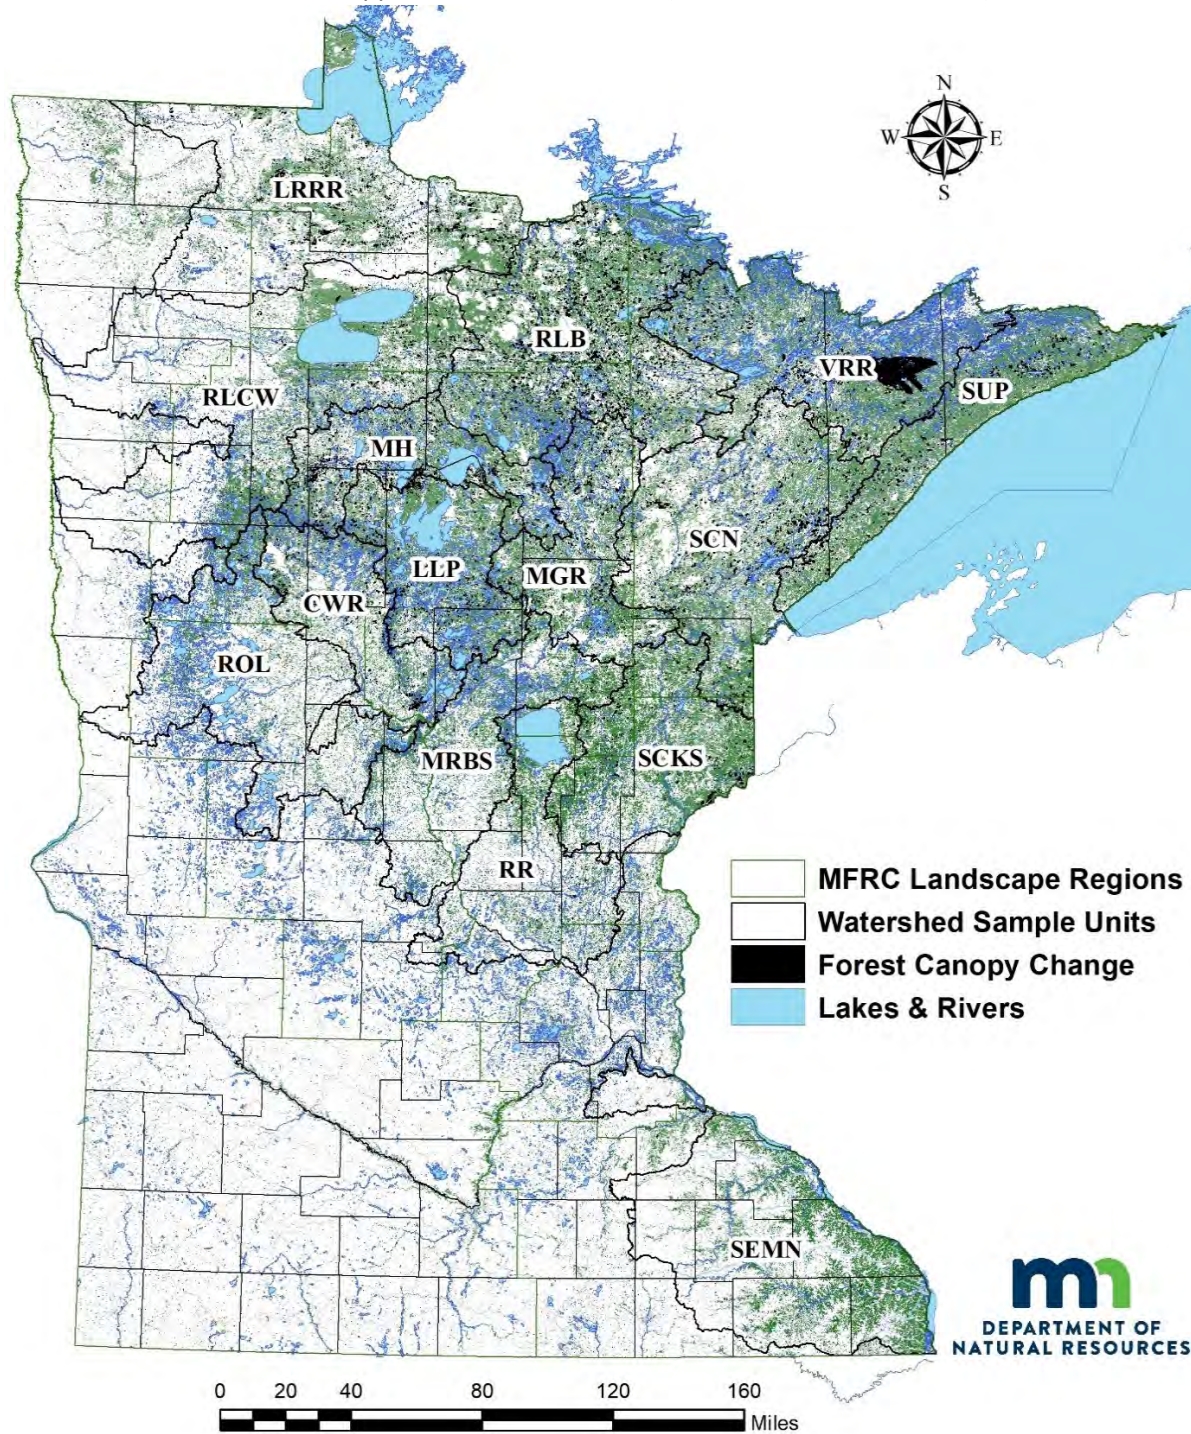 N
W E
S
LRRR
RLB
VRR
SUP
RLCW
MH
SCN
LLP
MGR
CWR
ROL
MRBS
SCKS
RR
MFRC Landscape Regions
Watershed Sample Units
Forest Canopy Change
Lakes & Rivers
SEMN
mn
DEPARTMENT OF
NATURAL RESOURCES
0 20 40 80 120 160
Miles